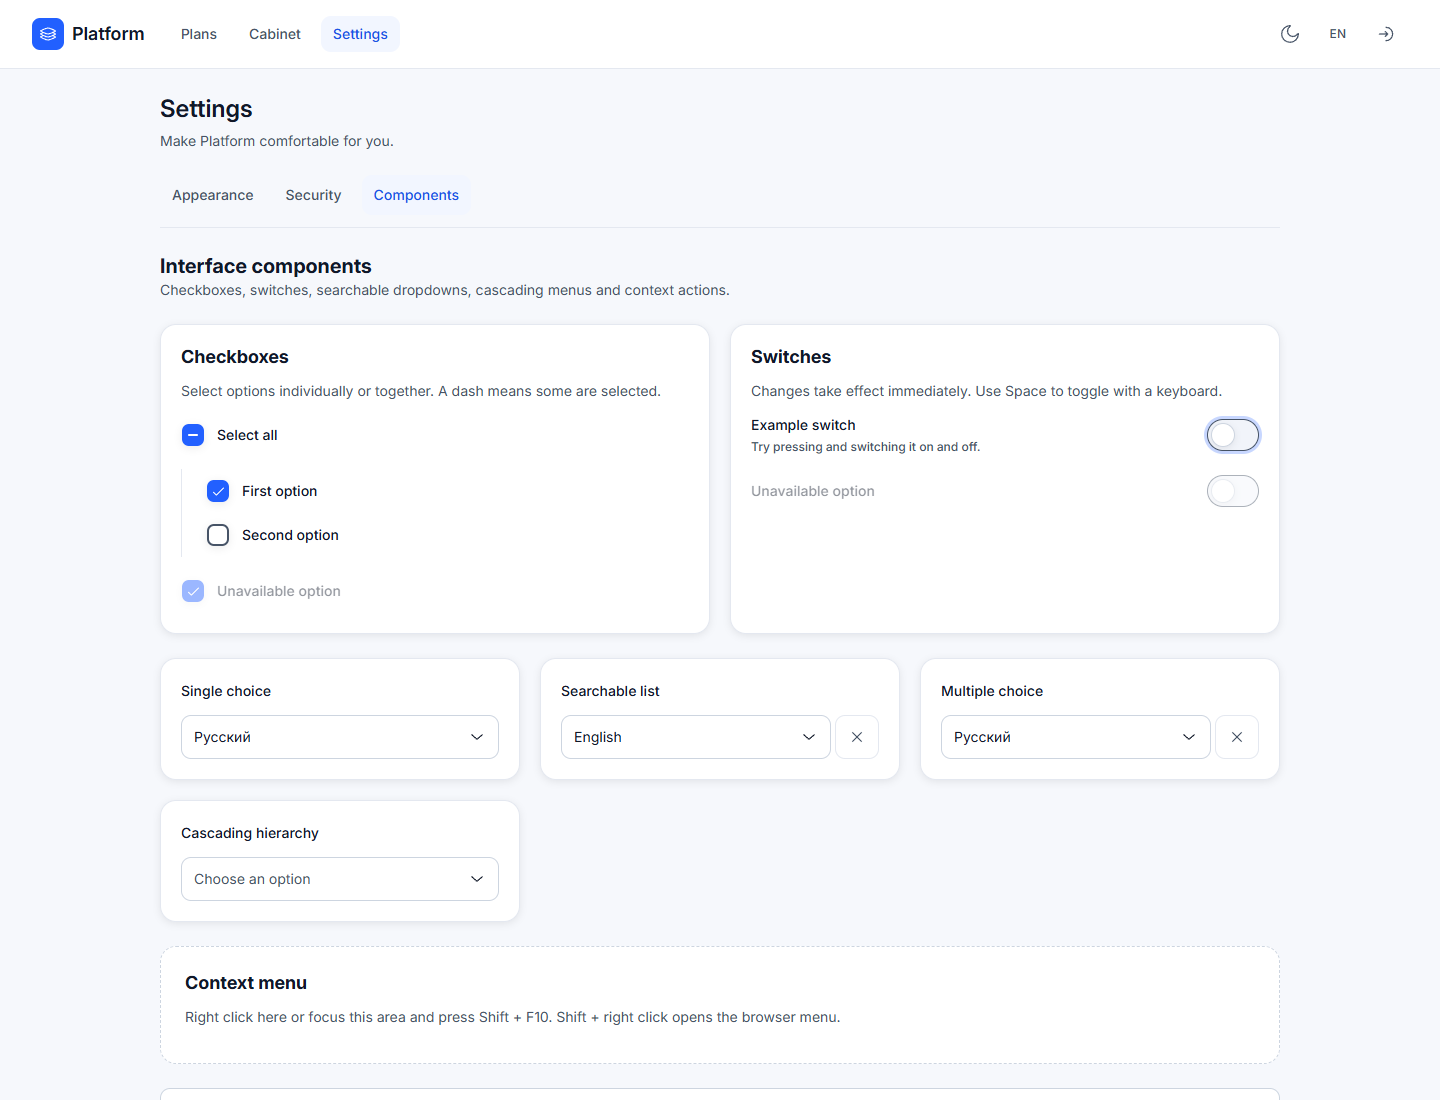 Platform
Plans
Cabinet
Settings
EN
Settings
Make Platform comfortable for you.
Appearance
Security
Components
Interface components
Checkboxes, switches, searchable dropdowns, cascading menus and context actions.
Checkboxes
Select options individually or together. A dash means some are selected.
Select all
First option
Second option
Unavailable option
Switches
Changes take effect immediately. Use Space to toggle with a keyboard.
Example switch
Try pressing and switching it on and off.
Unavailable option
Single choice
Русский
Searchable list
English
Multiple choice
Русский
Cascading hierarchy
Choose an option
Context menu
Right click here or focus this area and press Shift + F10. Shift + right click opens the browser menu.